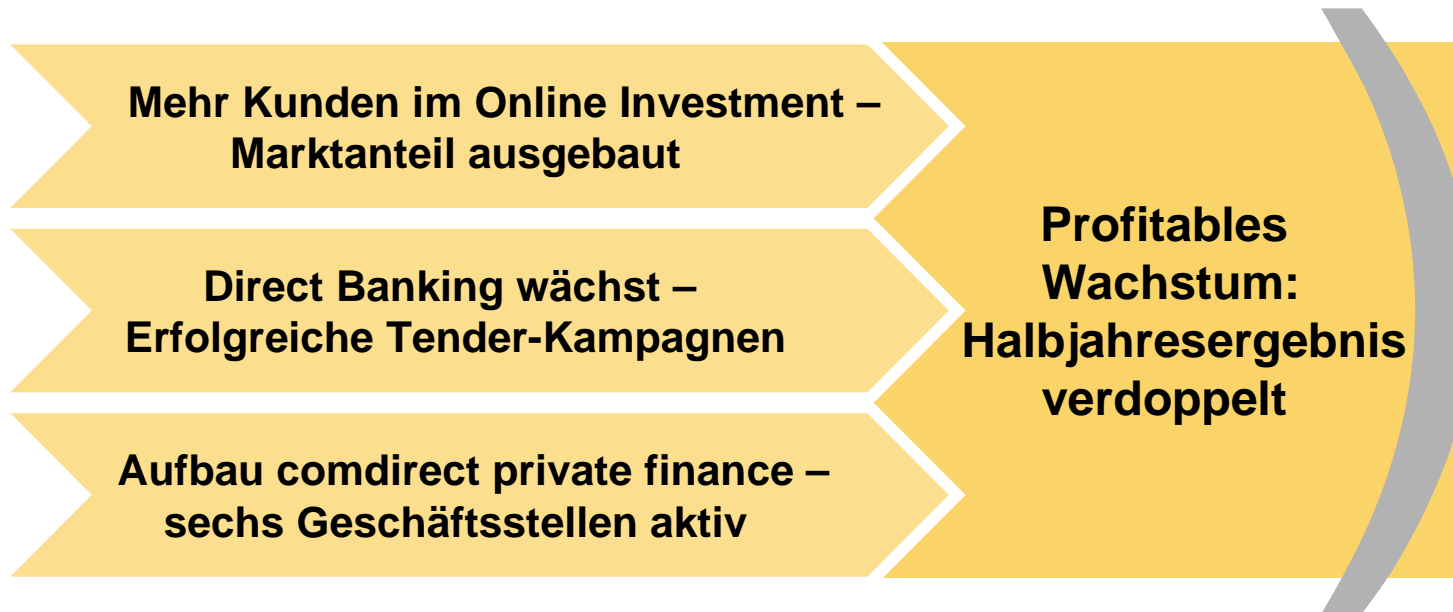 Mehr Kunden im Online Investment –
Marktanteil ausgebaut
Direct Banking wächst –
Erfolgreiche Tender-Kampagnen
Aufbau comdirect private finance –
sechs Geschäftsstellen aktiv
Profitables
Wachstum:
Halbjahresergebnis
verdoppelt